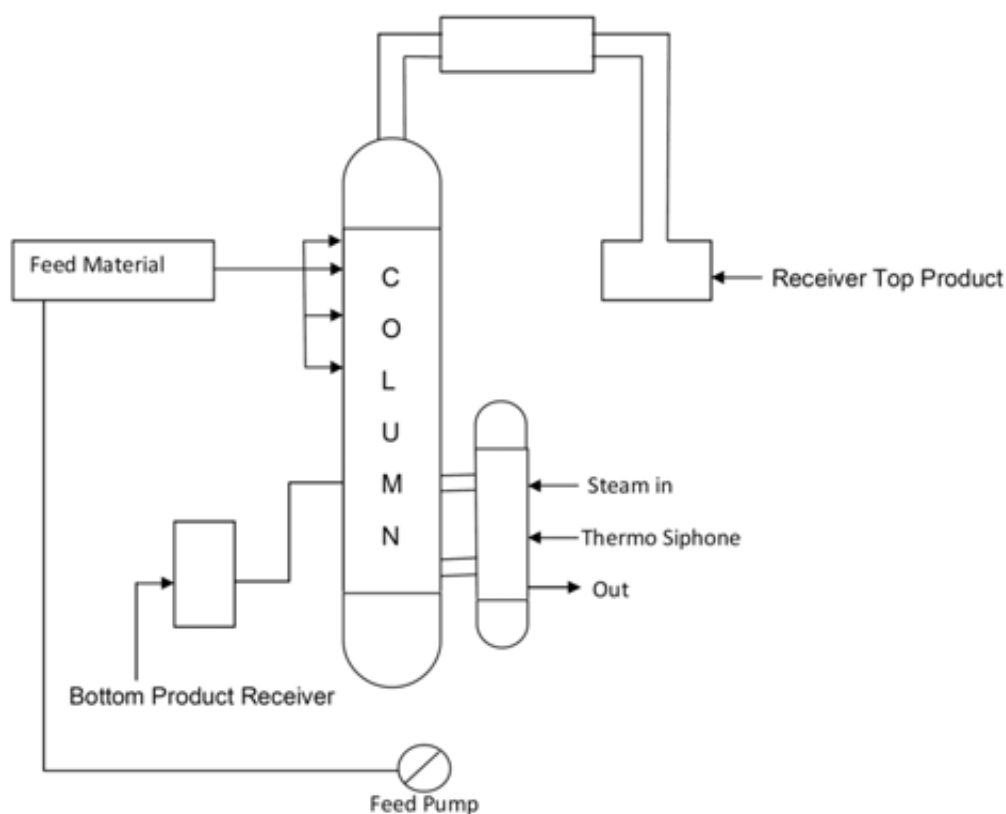 Feed Material
Receiver Top Product
C
O
L
U
M
N
Steam in
Thermo Siphone
Out
Bottom Product Receiver
Feed Pump